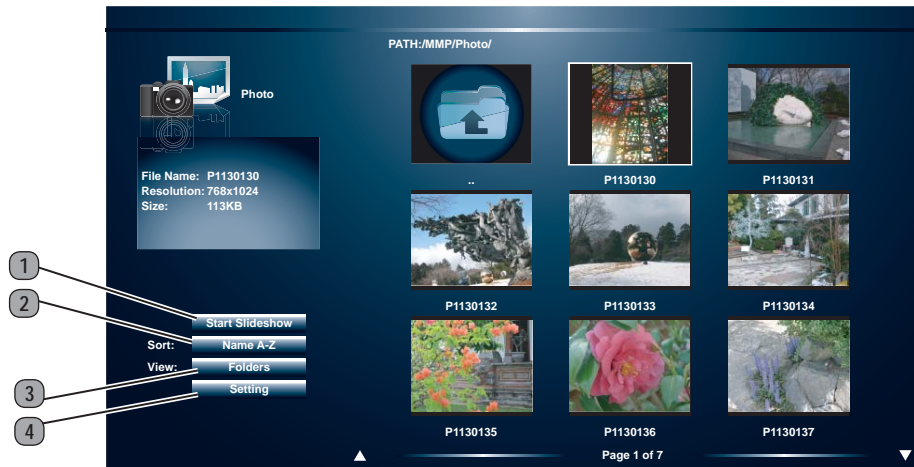 PATH:/MMP/Photo/
Photo
File Name: P1130130
Resolution: 768x1024
Size: 113KB
1
2
3
4
Start Slideshow
Sort: Name A-Z
View: Folders
Setting
..
P1130130
P1130131
P1130132
P1130133
P1130134
P1130135
P1130136
P1130137
Page 1 of 7